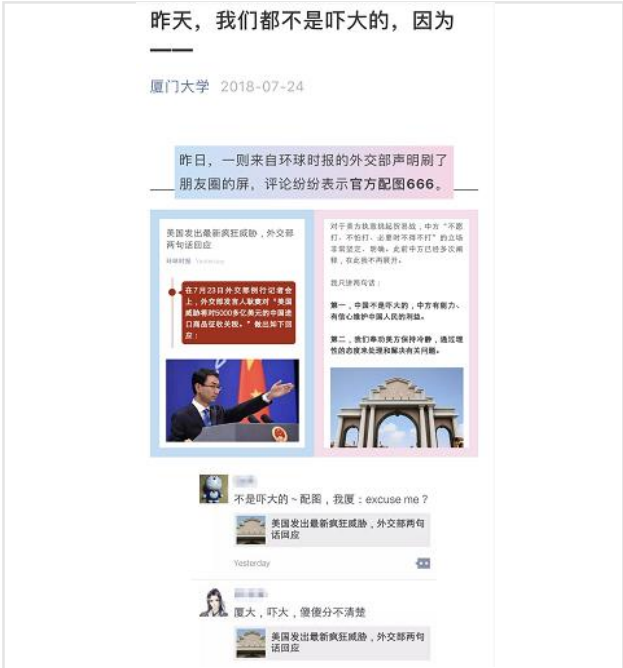 昨天，我们都不是吓大的，因为
——
厦门大学 2018-07-24
昨日，一则来自环球时报的外交部声明刷了
朋友圈的屏，评论纷纷表示官方配图666。
美国发出最新疯狂威胁，外交部
两句话回应
环球时报 Yesterday
在7月23日外交部例行记者会
上，外交部发言人耿爽对“美国
威胁将对5000多亿美元的中国进
口商品征收关税。”做出如下回
应：
对于美方执意挑起贸易战，中方“不愿
打、不怕打、必要时不得不打”的立场
非常坚定、明确。此前中方已经多次阐
释，在此我不再展开。
我只讲两句话：
第一，中国不是吓大的，中方有能力、
有信心维护中国人民的利益。
第二，我们奉劝美方保持冷静，通过理
性的态度来处理和解决有关问题。
不是吓大的~配图，我厦：excuse me？
美国发出最新疯狂威胁，外交部两句
话回应
Yesterday
厦大，吓大，傻傻分不清楚
美国发出最新疯狂威胁，外交部两句
话回应